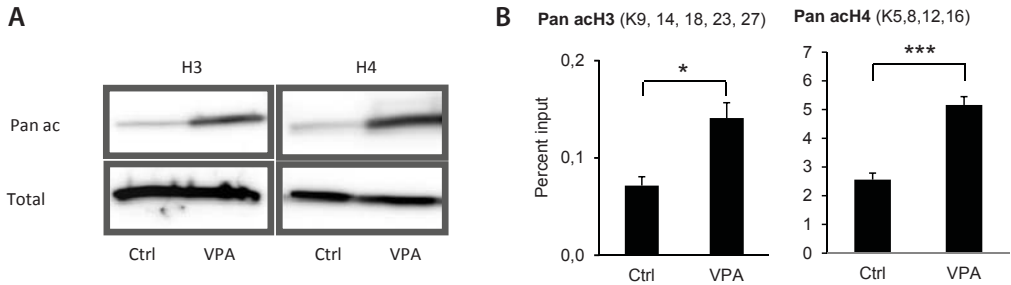 A
H3 H4
Pan ac
Total
Ctrl VPA Ctrl VPA
B
Pan acH3 (K9, 14, 18, 23, 27)
Percent input
0,2
0,1
0,0
*
Ctrl VPA
Pan acH4 (K5,8,12,16)
7
6
5
4
3
2
1
0
***
Ctrl VPA